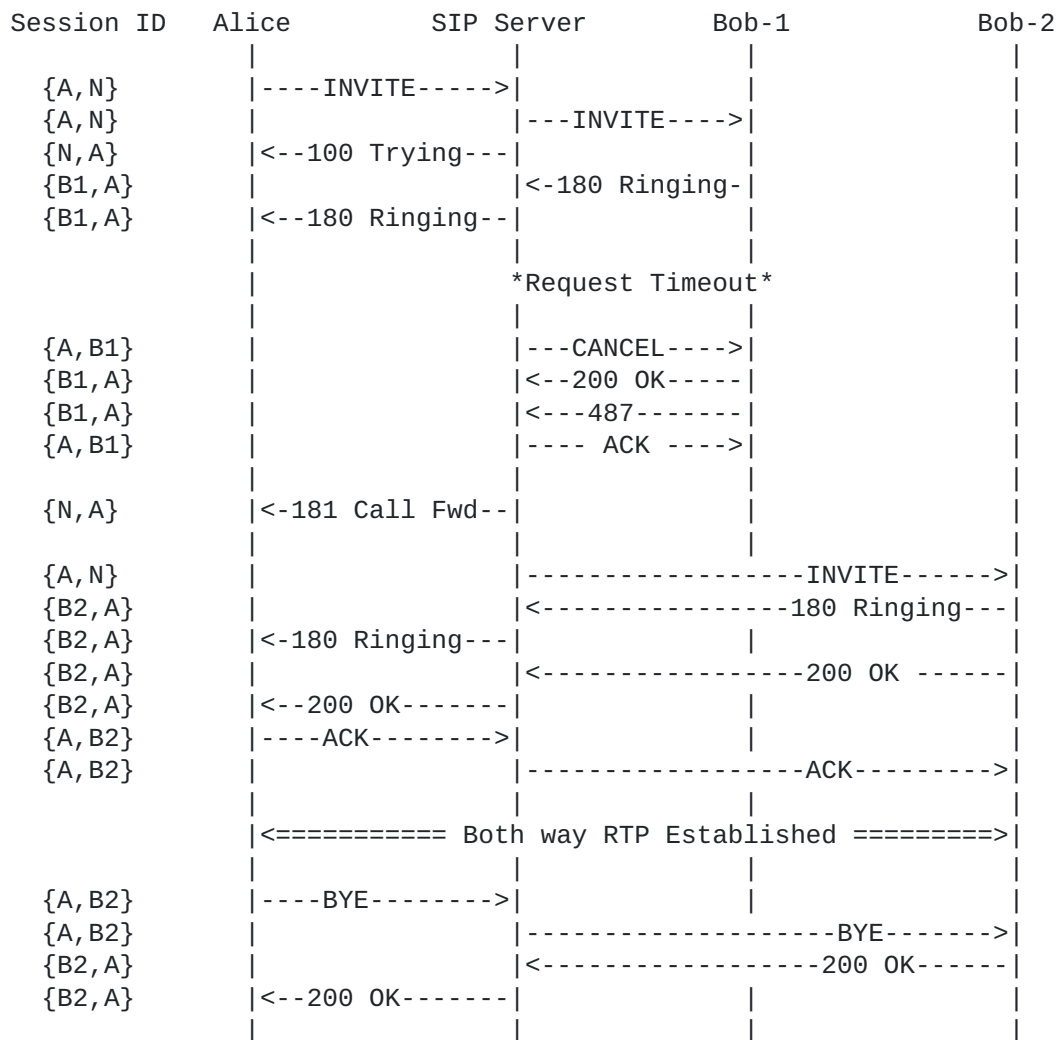 Session ID   Alice         SIP Server            Bob-1            Bob-2
               |                |              |                |
  {A,N}        |----INVITE----->|              |                |
  {A,N}        |                |---INVITE---->|                |
  {N,A}        |<--100 Trying---|              |                |
  {B1,A}       |                |<-180 Ringing-|                |
  {B1,A}       |<--180 Ringing--|              |                |
               |                |              |                |
               |                *Request Timeout*               |
               |                |              |                |
  {A,B1}       |                |---CANCEL---->|                |
  {B1,A}       |                |<--200 OK-----|                |
  {B1,A}       |                |<---487-------|                |
  {A,B1}       |                |---- ACK ---->|                |
               |                |              |                |
  {N,A}        |<-181 Call Fwd--|              |                |
               |                |              |                |
  {A,N}        |                |------------------INVITE------>|
  {B2,A}       |                |<----------------180 Ringing---|
  {B2,A}       |<-180 Ringing---|              |                |
  {B2,A}       |                |<-----------------200 OK ------|
  {B2,A}       |<--200 OK-------|              |                |
  {A,B2}       |----ACK-------->|              |                |
  {A,B2}       |                |------------------ACK--------->|
               |                |              |                |
               |<=========== Both way RTP Established =========>|
               |                |              |                |
  {A,B2}       |----BYE-------->|              |                |
  {A,B2}       |                |--------------------BYE------->|
  {B2,A}       |                |<------------------200 OK------|
  {B2,A}       |<--200 OK-------|              |                |
               |                |              |                |